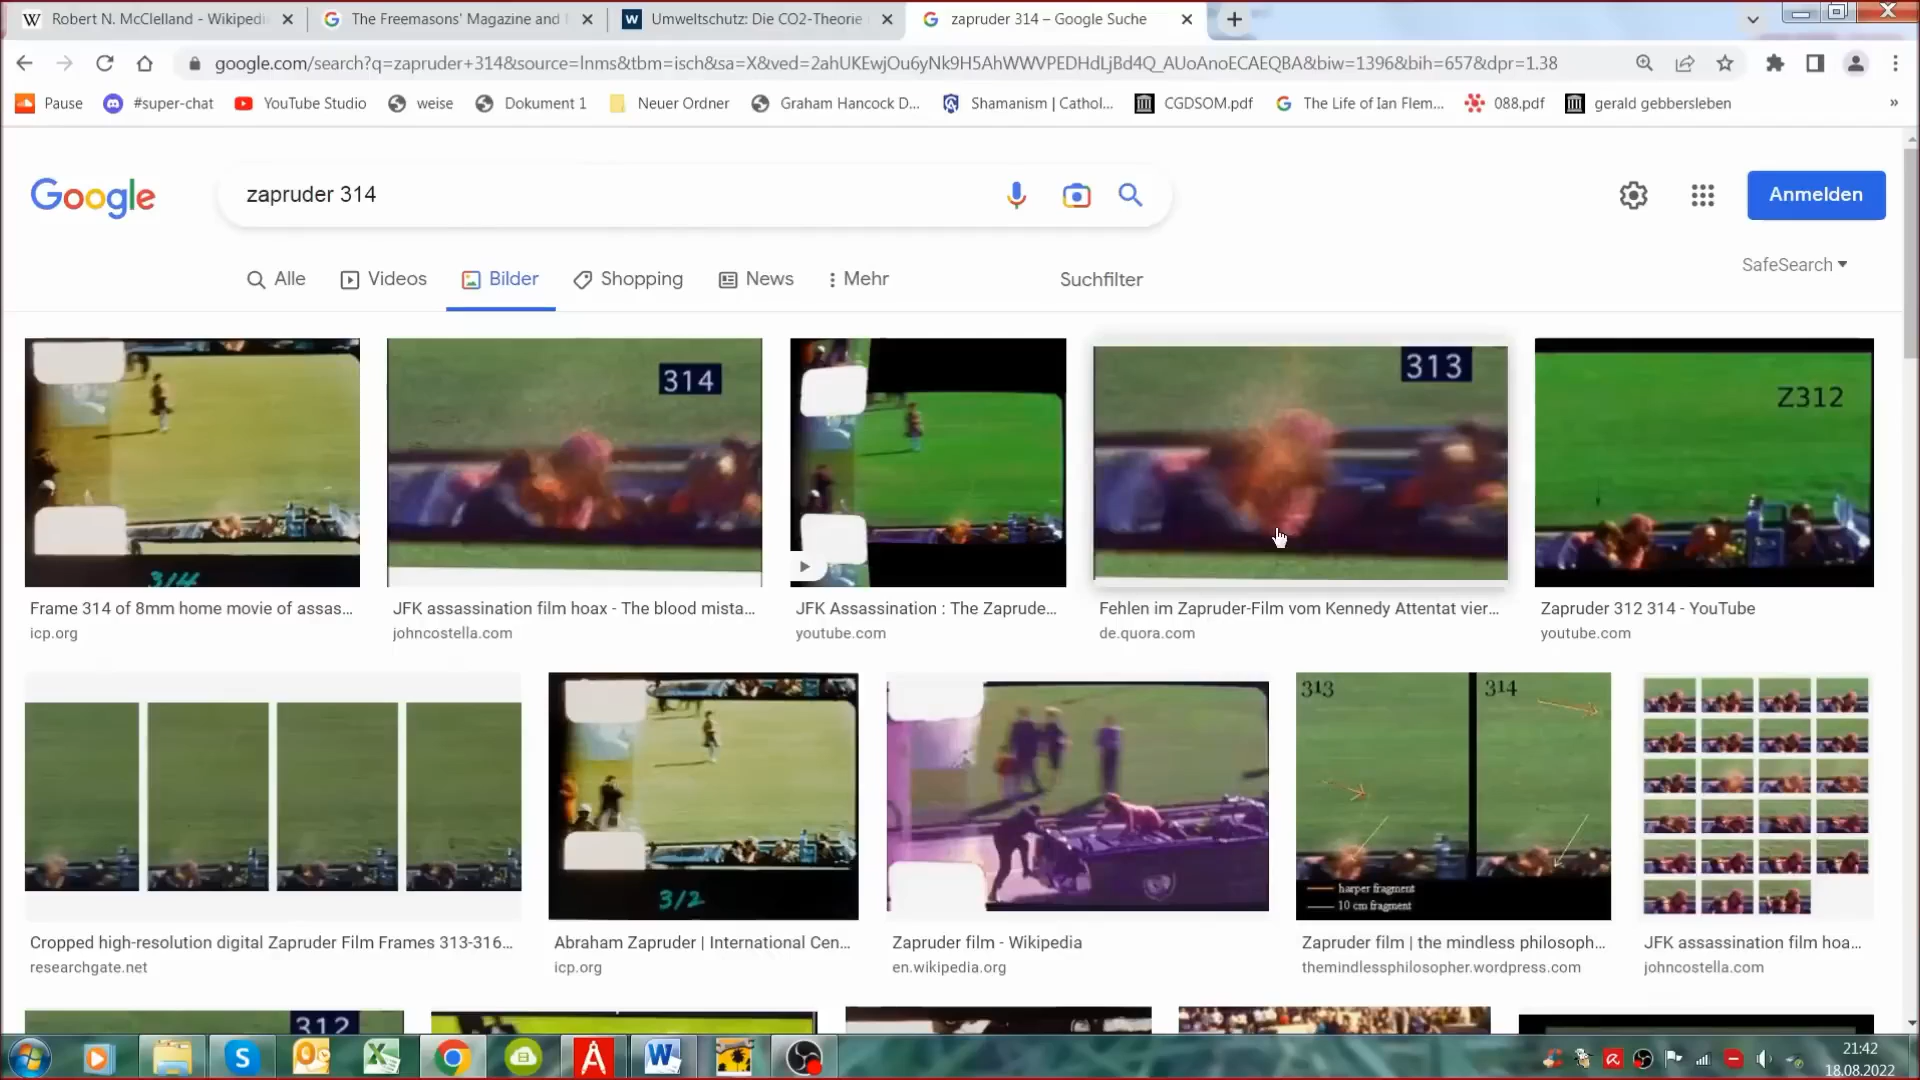 Robert N. McClelland - Wikipedi
The Freemasons' Magazine and
Umweltschutz: Die CO2-Theorie
zapruder 314 – Google Suche
google.com/search?q=zapruder+314&source=lnms&tbm=isch&sa=X&ved=2ahUKEwjOu6yNk9H5AhWWVPEDHdLjBd4Q_AUoAnoECAEQBA&biw=1396&bih=657&dpr=1.38
Pause
#super-chat
YouTube Studio
weise
Dokument 1
Neuer Ordner
Graham Hancock D...
Shamanism | Cathol...
CGDSOM.pdf
The Life of Ian Flem...
088.pdf
gerald gebbersleben
»
Google
zapruder 314
Anmelden
Alle
Videos
Bilder
Shopping
News
Mehr
Suchfilter
SafeSearch
314
314
313
Z312
Frame 314 of 8mm home movie of assas...
icp.org
JFK assassination film hoax - The blood mista...
johncostella.com
JFK Assassination : The Zaprude...
youtube.com
Fehlen im Zapruder-Film vom Kennedy Attentat vier...
de.quora.com
Zapruder 312 314 - YouTube
youtube.com
312
313
314
harper fragment
10 cm fragment
Cropped high-resolution digital Zapruder Film Frames 313-316...
researchgate.net
Abraham Zapruder | International Cen...
icp.org
Zapruder film - Wikipedia
en.wikipedia.org
Zapruder film | the mindless philosoph...
themindlessphilosopher.wordpress.com
JFK assassination film hoa...
johncostella.com
312
21:42
18.08.2022